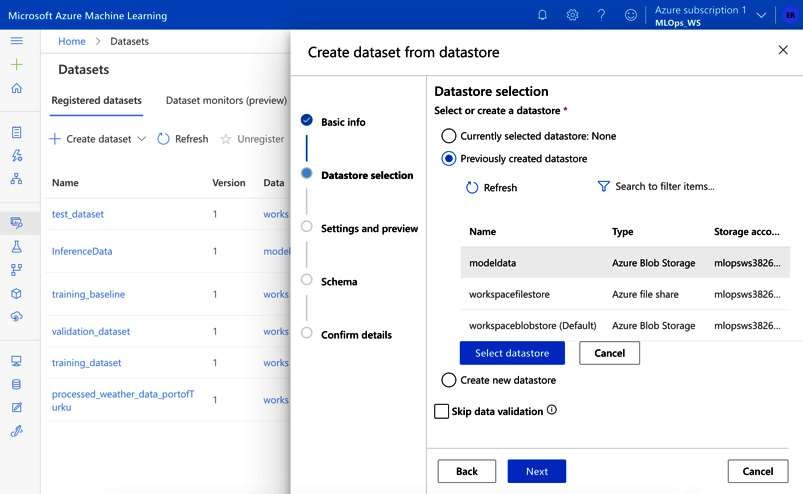 Microsoft Azure Machine Learning
Azure subscription 1
MLOps_WS
ER
Home > Datasets
Datasets
Registered datasets Dataset monitors (preview)
Create dataset Refresh Unregister
Name Version Data
test_dataset 1 works
InferenceData 1 model
training_baseline 1 works
validation_dataset 1 works
training_dataset 1 works
processed_weather_data_portofT
urku 1 works
Create dataset from datastore
Basic info
Datastore selection
Settings and preview
Schema
Confirm details
Datastore selection
Select or create a datastore *
Currently selected datastore: None
Previously created datastore
Refresh Search to filter items...
Name Type Storage acco...
modeldata Azure Blob Storage mlopsws3826...
workspacefilestore Azure file share mlopsws3826...
workspaceblobstore (Default) Azure Blob Storage mlopsws3826...
Select datastore Cancel
Create new datastore
Skip data validation
Back Next Cancel